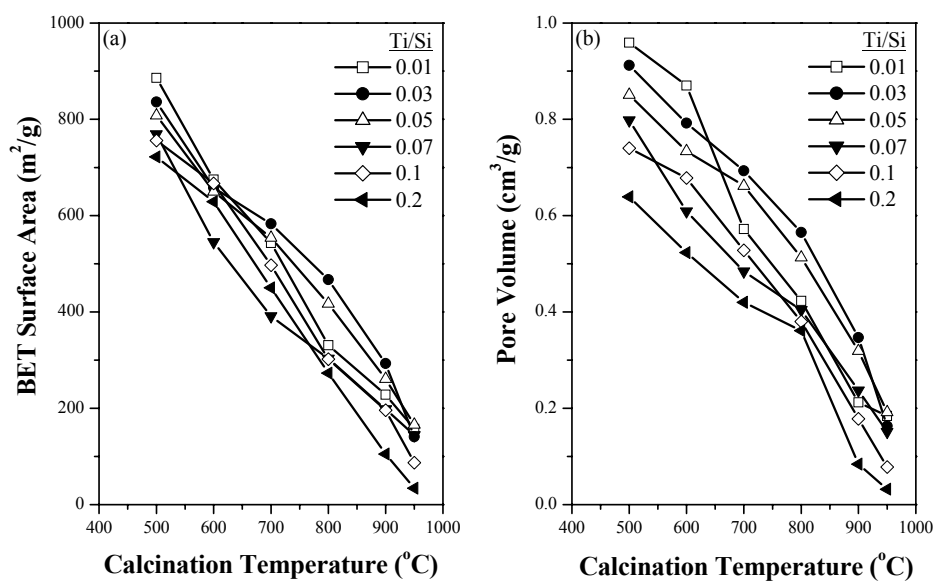 (a)
Ti/Si
0.01
0.03
0.05
0.07
0.1
0.2
1000
800
600
400
200
0
400 500 600 700 800 900 1000
BET Surface Area (m²/g)
Calcination Temperature (°C)
(b)
Ti/Si
0.01
0.03
0.05
0.07
0.1
0.2
1.0
0.8
0.6
0.4
0.2
0.0
400 500 600 700 800 900 1000
Pore Volume (cm³/g)
Calcination Temperature (°C)